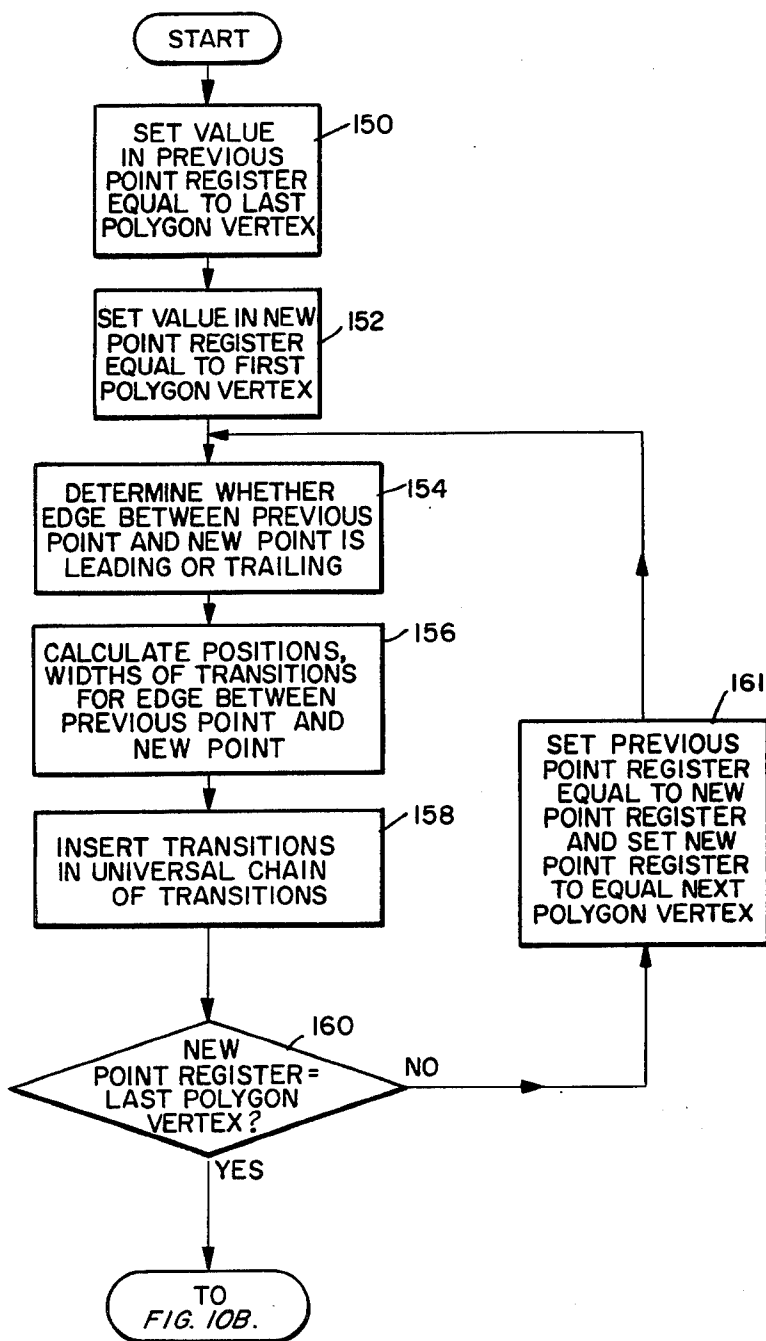 START
150
SET VALUE
IN PREVIOUS
POINT REGISTER
EQUAL TO LAST
POLYGON VERTEX
152
SET VALUE IN NEW
POINT REGISTER
EQUAL TO FIRST
POLYGON VERTEX
154
DETERMINE WHETHER
EDGE BETWEEN PREVIOUS
POINT AND NEW POINT IS
LEADING OR TRAILING
156
CALCULATE POSITIONS,
WIDTHS OF TRANSITIONS
FOR EDGE BETWEEN
PREVIOUS POINT AND
NEW POINT
158
INSERT TRANSITIONS
IN UNIVERSAL CHAIN
OF TRANSITIONS
160
NEW
POINT REGISTER =
LAST POLYGON
VERTEX?
NO
161
SET PREVIOUS
POINT REGISTER
EQUAL TO NEW
POINT REGISTER
AND SET NEW
POINT REGISTER
TO EQUAL NEXT
POLYGON VERTEX
YES
TO
FIG. 10B.